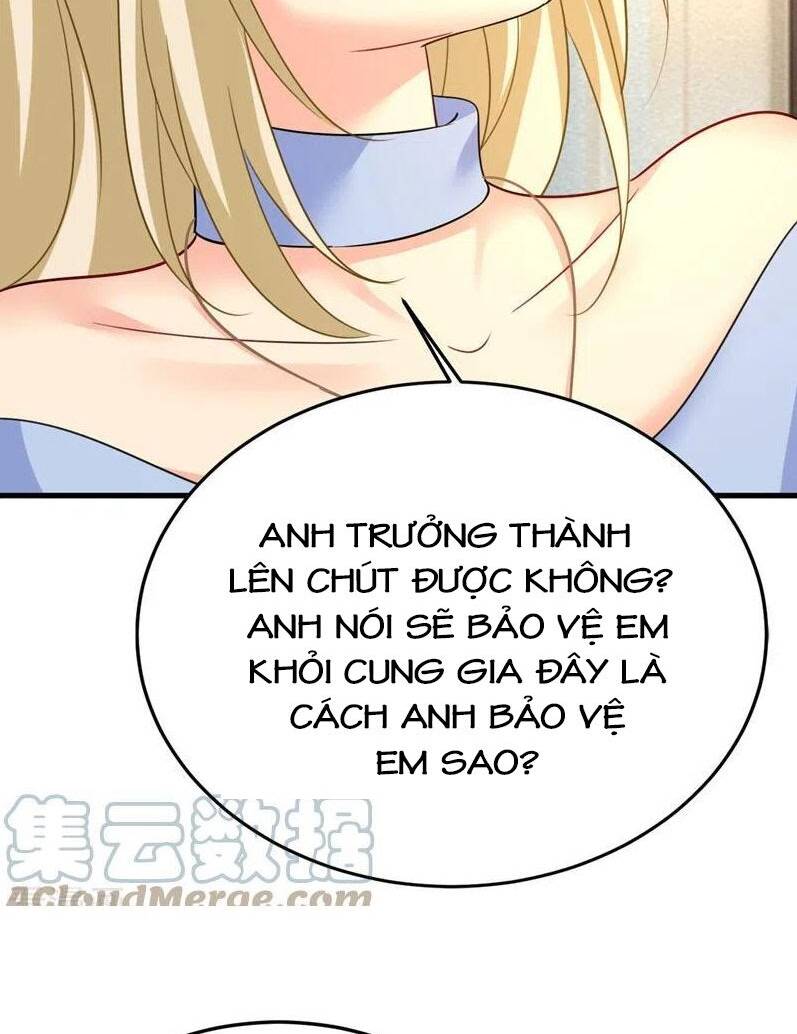 ANH TRƯỞNG THÀNH
LÊN CHÚT ĐƯỢC KHÔNG?
ANH NÓI SẼ BẢO VỆ EM
KHỎI CUNG GIA ĐÂY LÀ
CÁCH ANH BẢO VỆ
EM SAO?
集云数据
ACloudMerge.com